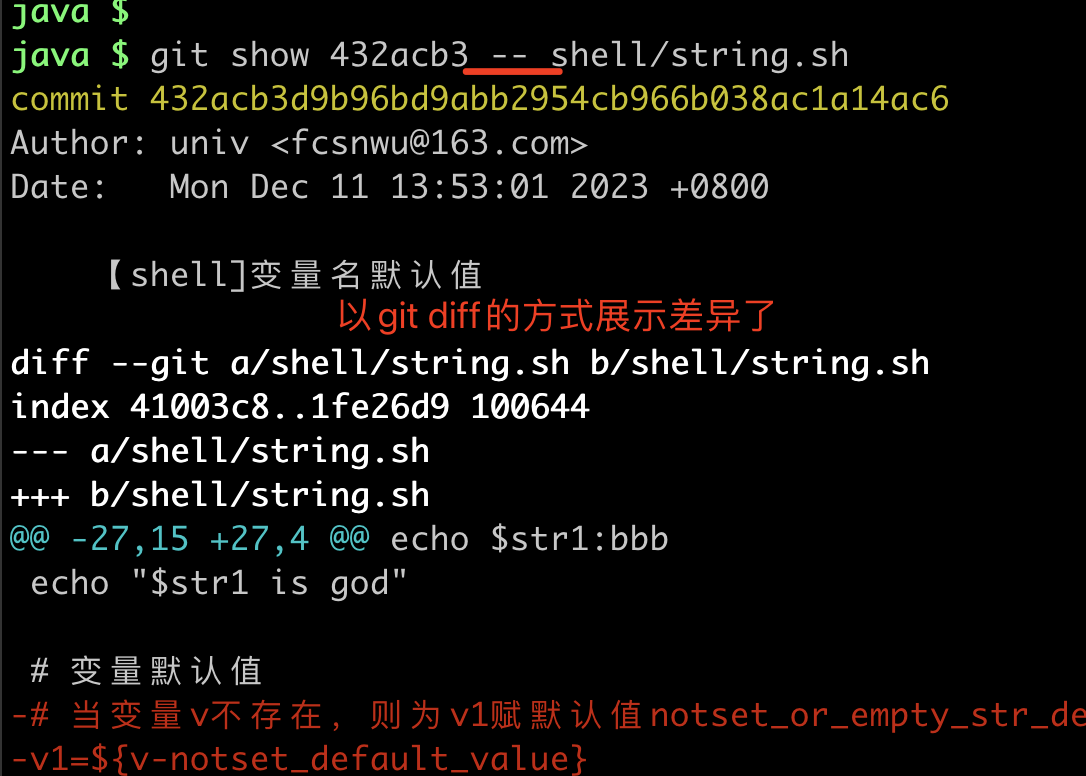 java $
java $ git show 432acb3 -- shell/string.sh
commit 432acb3d9b96bd9abb2954cb966b038ac1a14ac6
Author: univ <fcsnwu@163.com>
Date:   Mon Dec 11 13:53:01 2023 +0800
【shell]变量名默认值
以git diff的方式展示差异了
diff --git a/shell/string.sh b/shell/string.sh
index 41003c8..1fe26d9 100644
--- a/shell/string.sh
+++ b/shell/string.sh
@@ -27,15 +27,4 @@ echo $str1:bbb
 echo "$str1 is god"
 # 变量默认值
-# 当变量v不存在，则为v1赋默认值notset_or_empty_str_de
-v1=${v-notset_default_value}